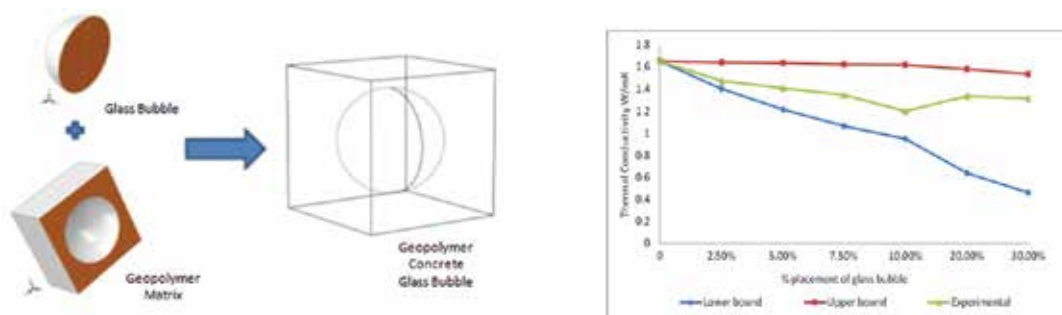 Glass Bubble
Geopolymer
Matrix
Geopolymer
Concrete
Glass Bubble
Thermal Conductivity W/mK
1.8
1.6
1.4
1.2
1
0.8
0.6
0.4
0.2
0
0 2.50% 5.00% 7.50% 10.00% 20.00% 30.00%
% placement of glass bubble
Lower bound Upper bound Experimental